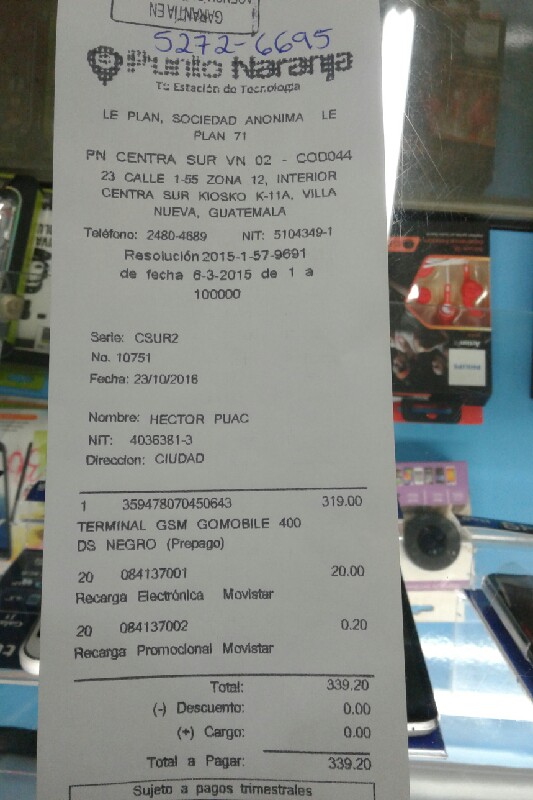 GARANTIA EN
5272-6695
Punto Naranja
Tu Estación de Tecnología
LE PLAN, SOCIEDAD ANONIMA LE
PLAN 71
PN CENTRA SUR VN 02 - COD044
23 CALLE 1-55 ZONA 12, INTERIOR
CENTRA SUR KIOSKO K-11A, VILLA
NUEVA, GUATEMALA
Teléfono: 2480-4889 NIT: 5104349-1
Resolución 2015-1-57-9691
de fecha 6-3-2015 de 1 a
100000
Serie: CSUR2
No. 10751
Fecha: 23/10/2016
Nombre: HECTOR PUAC
NIT: 4036381-3
Direccion: CIUDAD
1 359478070450643 319.00
TERMINAL GSM GOMOBILE 400
DS NEGRO (Prepago)
20 084137001 20.00
Recarga Electrónica Movistar
20 084137002 0.20
Recarga Promocional Movistar
Total: 339.20
(-) Descuento: 0.00
(+) Cargo: 0.00
Total a Pagar: 339.20
Sujeto a pagos trimestrales
PHILIPS